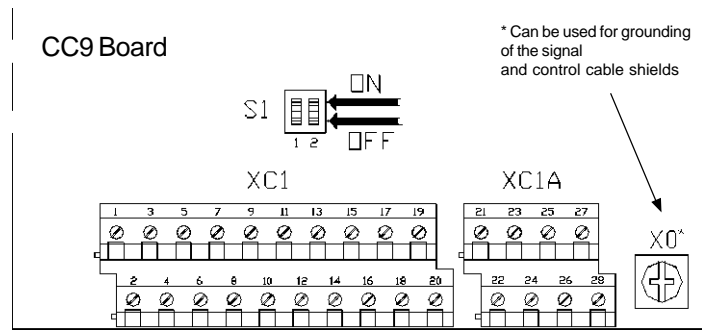 CC9 Board
* Can be used for grounding
of the signal
and control cable shields
ON
S1
1 2
OFF
XC1
XC1A
X0*
1 3 5 7 9 11 13 15 17 19
21 23 25 27
2 4 6 8 10 12 14 16 18 20
22 24 26 28